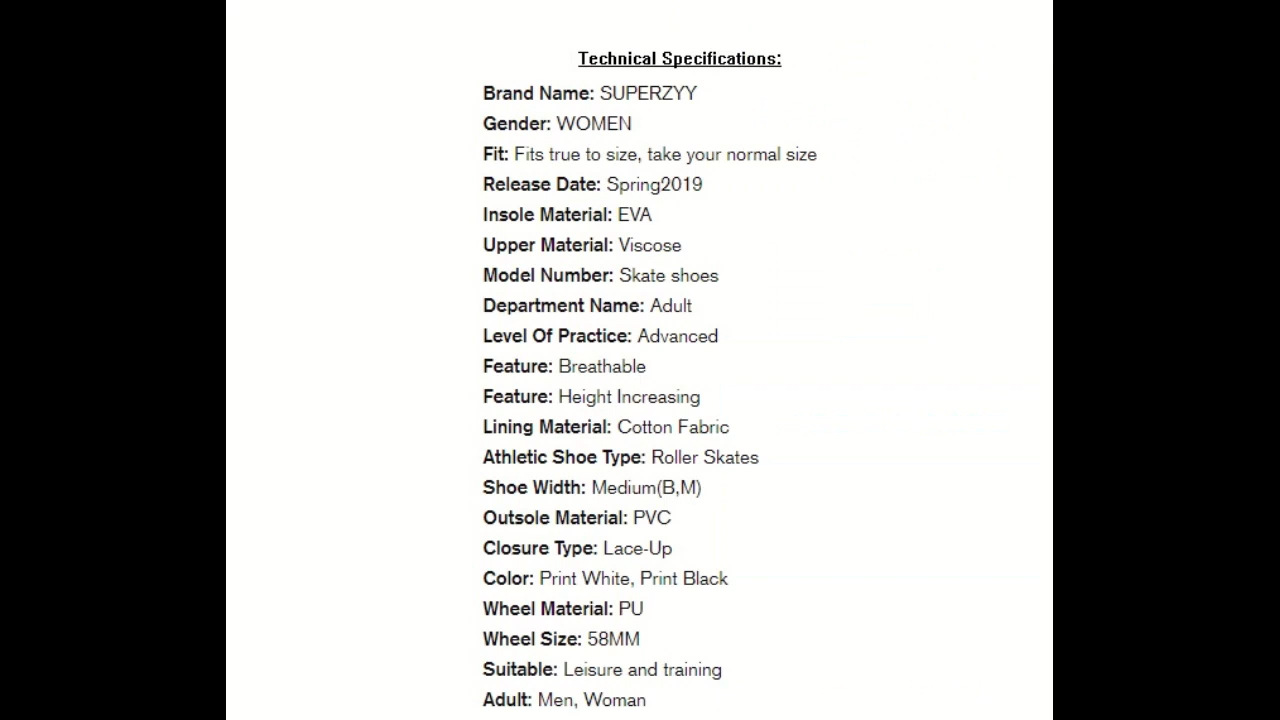 Technical Specifications:
Brand Name: SUPERZYY
Gender: WOMEN
Fit: Fits true to size, take your normal size
Release Date: Spring2019
Insole Material: EVA
Upper Material: Viscose
Model Number: Skate shoes
Department Name: Adult
Level Of Practice: Advanced
Feature: Breathable
Feature: Height Increasing
Lining Material: Cotton Fabric
Athletic Shoe Type: Roller Skates
Shoe Width: Medium(B,M)
Outsole Material: PVC
Closure Type: Lace-Up
Color: Print White, Print Black
Wheel Material: PU
Wheel Size: 58MM
Suitable: Leisure and training
Adult: Men, Woman